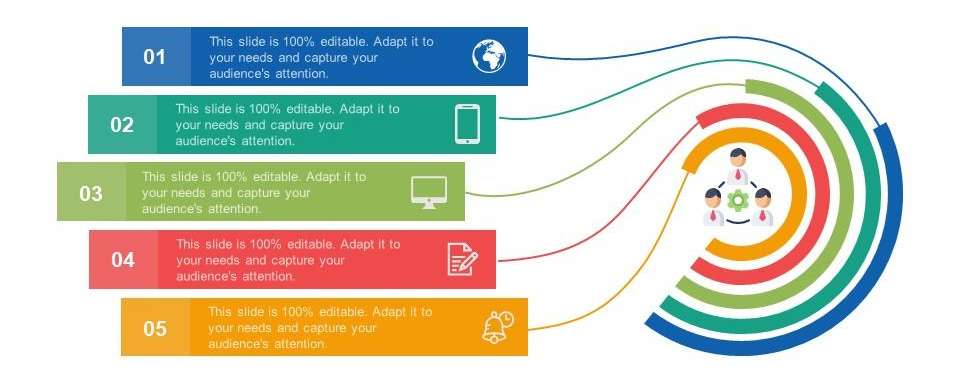 01
This slide is 100% editable. Adapt it to
your needs and capture your
audience's attention.
02
This slide is 100% editable. Adapt it to
your needs and capture your
audience's attention.
03
This slide is 100% editable. Adapt it to
your needs and capture your
audience's attention.
04
This slide is 100% editable. Adapt it to
your needs and capture your
audience's attention.
05
This slide is 100% editable. Adapt it to
your needs and capture your
audience's attention.